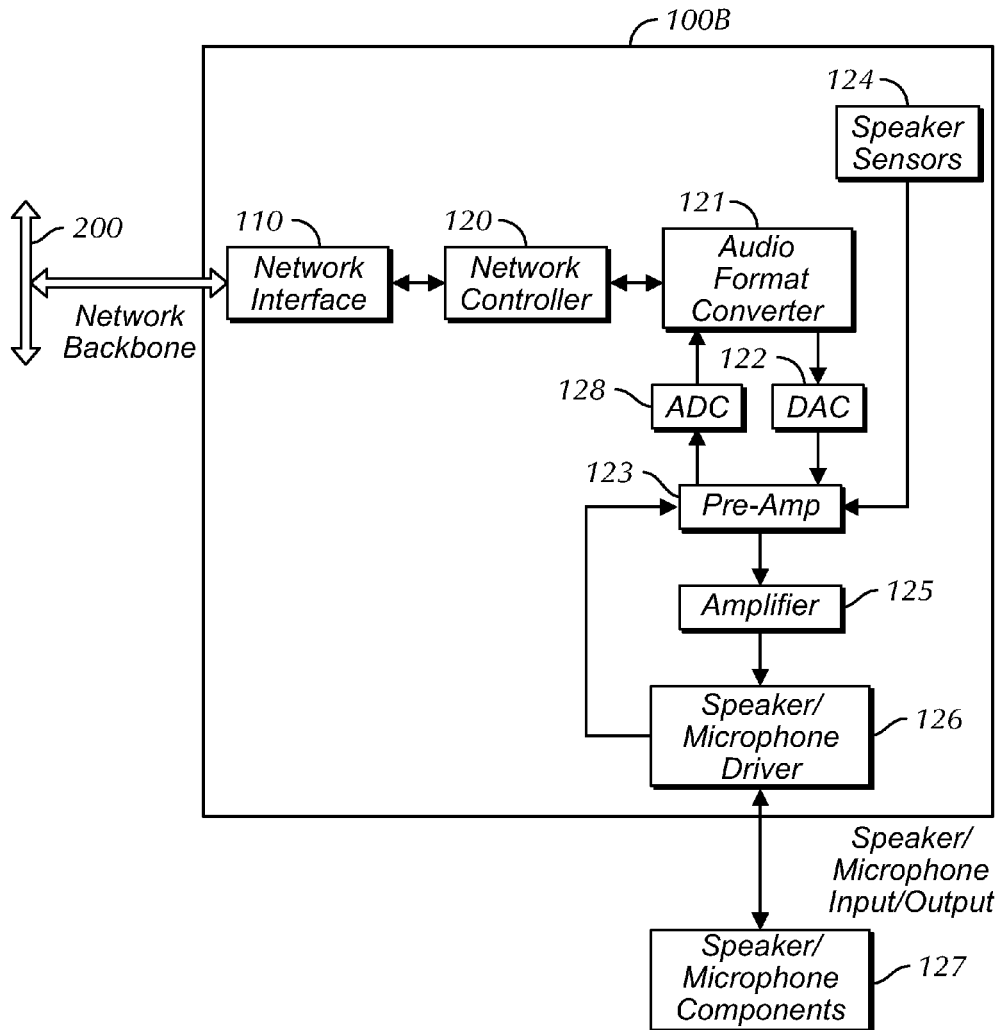 100B
124
Speaker
Sensors
200
110
120
121
Network
Interface
Network
Controller
Audio
Format
Converter
Network
Backbone
122
128
ADC
DAC
123
Pre-Amp
Amplifier
125
Speaker/
Microphone
Driver
126
Speaker/
Microphone
Input/Output
Speaker/
Microphone
Components
127